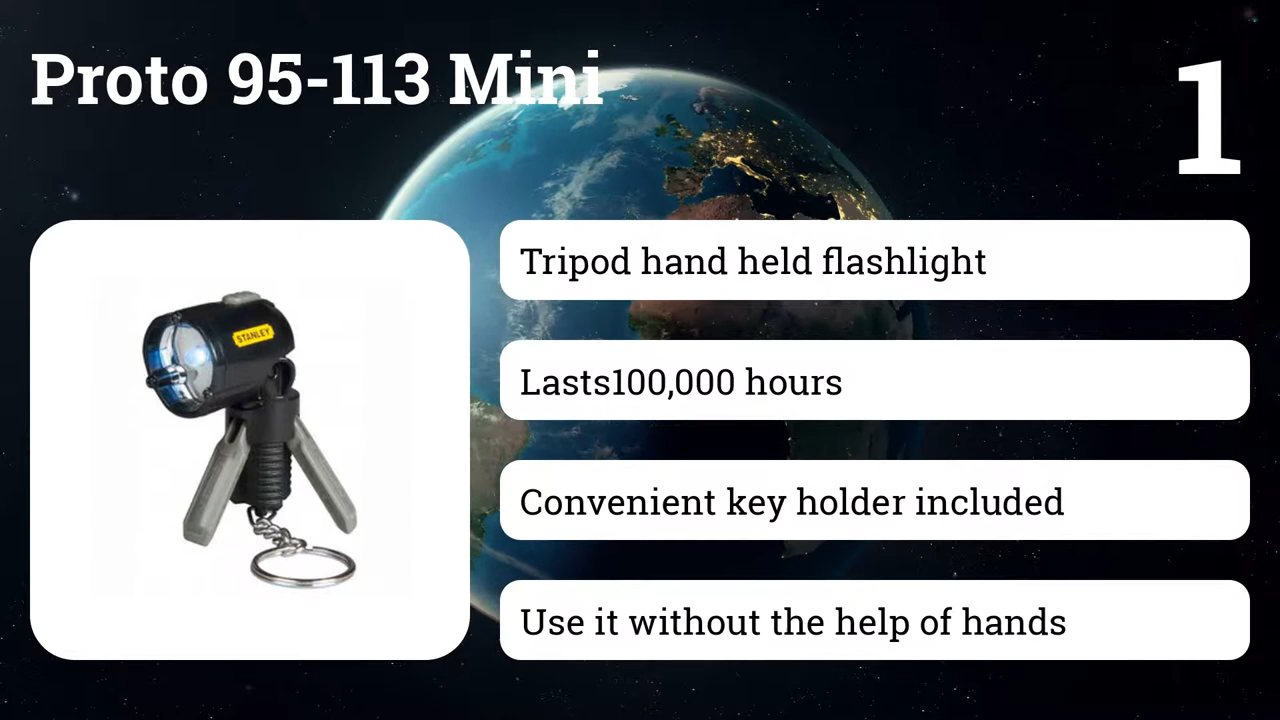 Proto 95-113 Mini
1
STANLEY
Tripod hand held flashlight
Lasts100,000 hours
Convenient key holder included
Use it without the help of hands